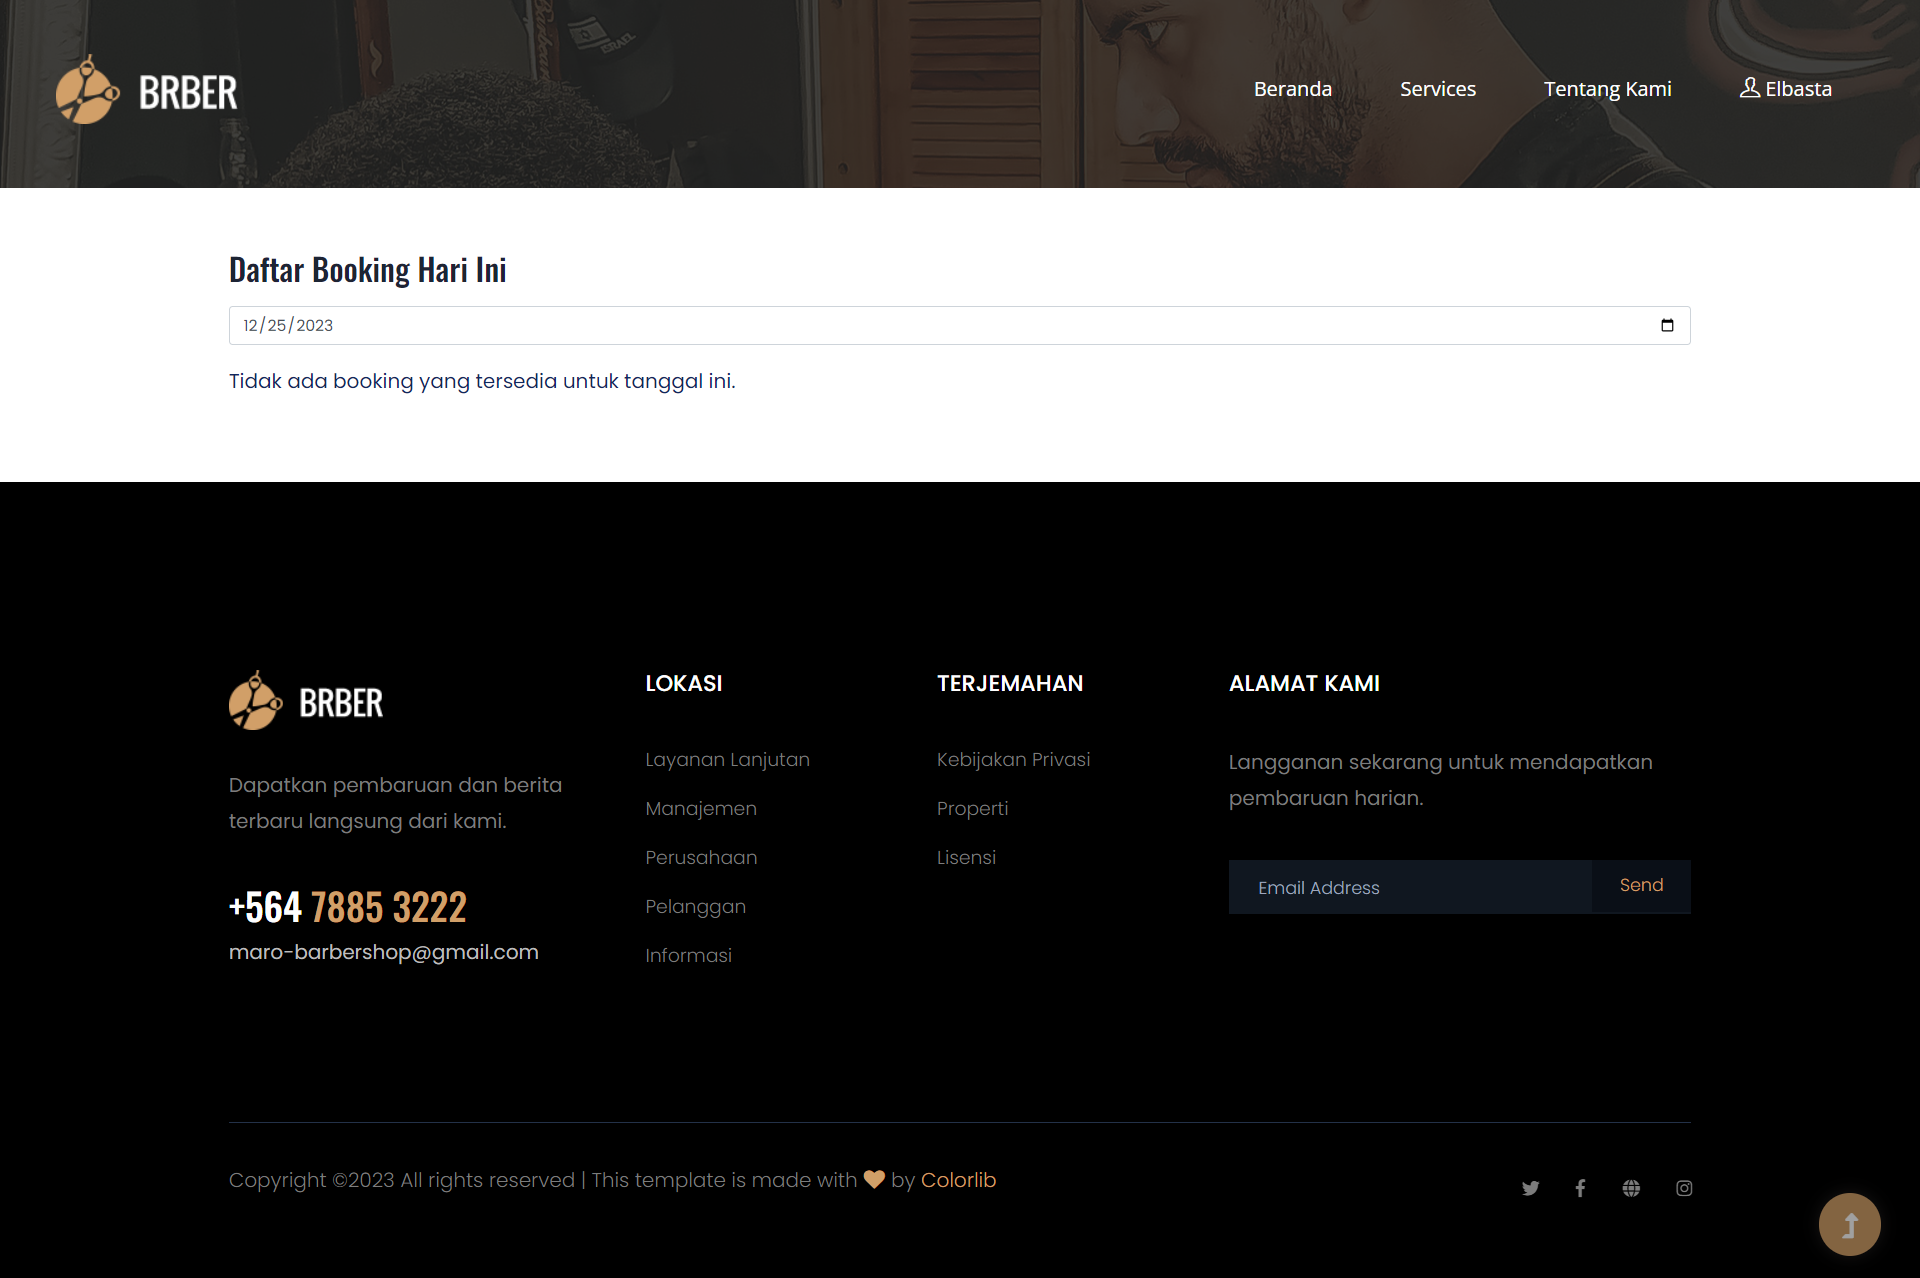 ISRAEL
BRBER
Beranda
Services
Tentang Kami
Elbasta
Daftar Booking Hari Ini
12/25/2023
Tidak ada booking yang tersedia untuk tanggal ini.
BRBER
Dapatkan pembaruan dan berita
terbaru langsung dari kami.
+564 7885 3222
maro-barbershop@gmail.com
LOKASI
Layanan Lanjutan
Manajemen
Perusahaan
Pelanggan
Informasi
TERJEMAHAN
Kebijakan Privasi
Properti
Lisensi
ALAMAT KAMI
Langganan sekarang untuk mendapatkan
pembaruan harian.
Email Address
Send
Copyright ©2023 All rights reserved | This template is made with by Colorlib